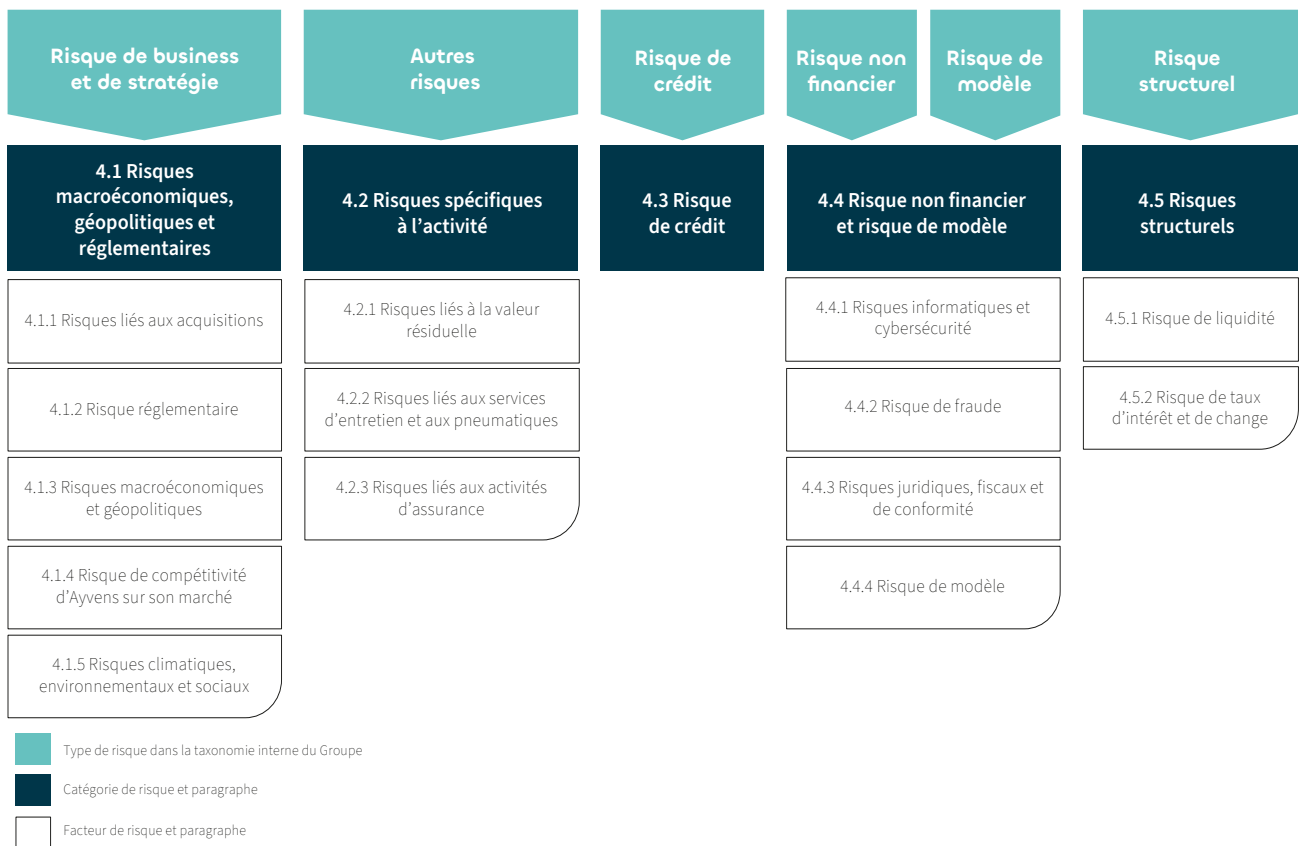 Risque de business
et de stratégie
Autres
risques
Risque de
crédit
Risque non
financier
Risque de
modèle
Risque
structurel
4.1 Risques
macroéconomiques,
géopolitiques et
réglementaires
4.2 Risques spécifiques
à l’activité
4.3 Risque
de crédit
4.4 Risque non financier
et risque de modèle
4.5 Risques
structurels
4.1.1 Risques liés aux acquisitions
4.1.2 Risque réglementaire
4.1.3 Risques macroéconomiques
et géopolitiques
4.1.4 Risque de compétitivité
d’Ayvens sur son marché
4.1.5 Risques climatiques,
environnementaux et sociaux
4.2.1 Risques liés à la valeur
résiduelle
4.2.2 Risques liés aux services
d’entretien et aux pneumatiques
4.2.3 Risques liés aux activités
d’assurance
4.4.1 Risques informatiques et
cybersécurité
4.4.2 Risque de fraude
4.4.3 Risques juridiques, fiscaux et
de conformité
4.4.4 Risque de modèle
4.5.1 Risque de liquidité
4.5.2 Risque de taux
d’intérêt et de change
Type de risque dans la taxonomie interne du Groupe
Catégorie de risque et paragraphe
Facteur de risque et paragraphe